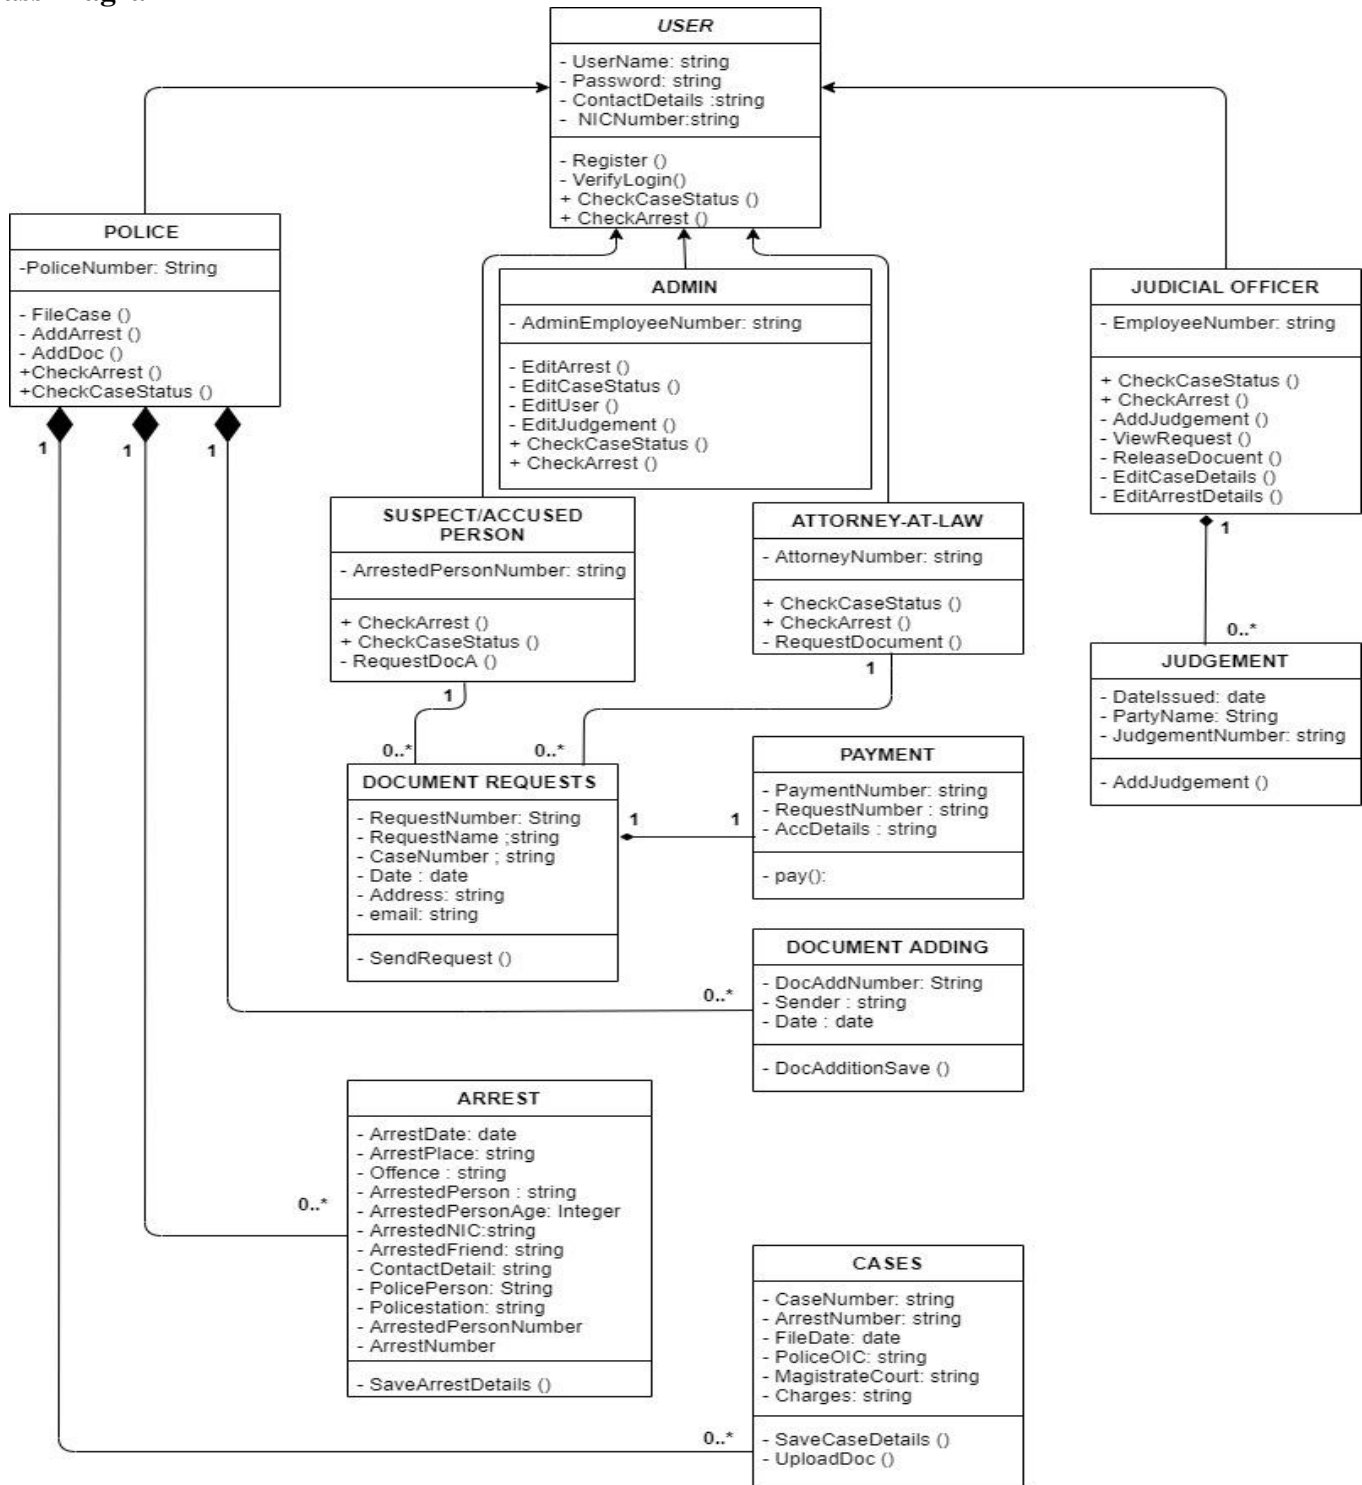 USER
- UserName: string
- Password: string
- ContactDetails :string
- NICNumber:string
- Register ()
- VerifyLogin()
+ CheckCaseStatus ()
+ CheckArrest ()
POLICE
-PoliceNumber: String
- FileCase ()
- AddArrest ()
- AddDoc ()
+CheckArrest ()
+CheckCaseStatus ()
1
1
1
ADMIN
- AdminEmployeeNumber: string
- EditArrest ()
- EditCaseStatus ()
- EditUser ()
- EditJudgement ()
+ CheckCaseStatus ()
+ CheckArrest ()
JUDICIAL OFFICER
- EmployeeNumber: string
+ CheckCaseStatus ()
+ CheckArrest ()
- AddJudgement ()
- ViewRequest ()
- ReleaseDocuent ()
- EditCaseDetails ()
- EditArrestDetails ()
1
0..*
SUSPECT/ACCUSED
PERSON
- ArrestedPersonNumber: string
+ CheckArrest ()
+ CheckCaseStatus ()
- RequestDocA ()
1
0..*
ATTORNEY-AT-LAW
- AttorneyNumber: string
+ CheckCaseStatus ()
+ CheckArrest ()
- RequestDocument ()
1
0..*
JUDGEMENT
- DateIssued: date
- PartyName: String
- JudgementNumber: string
- AddJudgement ()
DOCUMENT REQUESTS
- RequestNumber: String
- RequestName ;string
- CaseNumber ; string
- Date : date
- Address: string
- email: string
- SendRequest ()
1
1
PAYMENT
- PaymentNumber: string
- RequestNumber : string
- AccDetails : string
- pay():
DOCUMENT ADDING
- DocAddNumber: String
- Sender : string
- Date : date
- DocAdditionSave ()
0..*
ARREST
- ArrestDate: date
- ArrestPlace: string
- Offence : string
- ArrestedPerson : string
- ArrestedPersonAge: Integer
- ArrestedNIC:string
- ArrestedFriend: string
- ContactDetail: string
- PolicePerson: String
- Policestation: string
- ArrestedPersonNumber
- ArrestNumber
- SaveArrestDetails ()
0..*
CASES
- CaseNumber: string
- ArrestNumber: string
- FileDate: date
- PoliceOIC: string
- MagistrateCourt: string
- Charges: string
- SaveCaseDetails ()
- UploadDoc ()
0..*